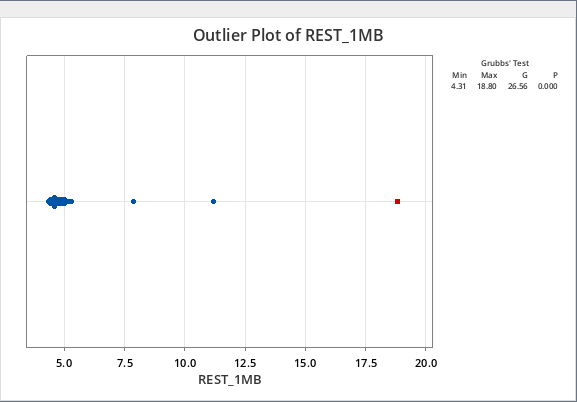 Outlier Plot of REST_1MB
Grubbs' Test
Min Max G P
4.31 18.80 26.56 0.000
5.0 7.5 10.0 12.5 15.0 17.5 20.0
REST_1MB